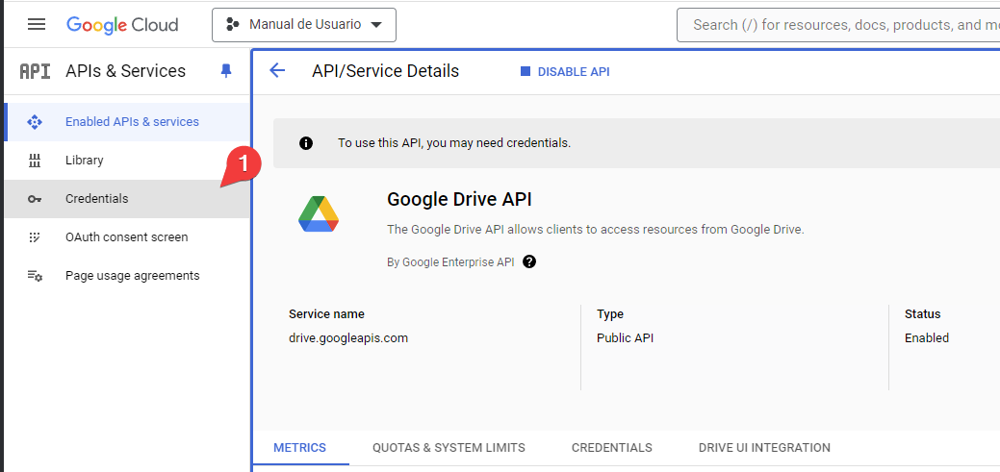 Google Cloud
Manual de Usuario
Search (/) for resources, docs, products, and
API APIs & Services
API/Service Details
DISABLE API
Enabled APIs & services
Library
Credentials
OAuth consent screen
Page usage agreements
1
To use this API, you may need credentials.
Google Drive API
The Google Drive API allows clients to access resources from Google Drive.
By Google Enterprise API ?
Service name
drive.googleapis.com
Type
Public API
Status
Enabled
METRICS
QUOTAS & SYSTEM LIMITS
CREDENTIALS
DRIVE UI INTEGRATION